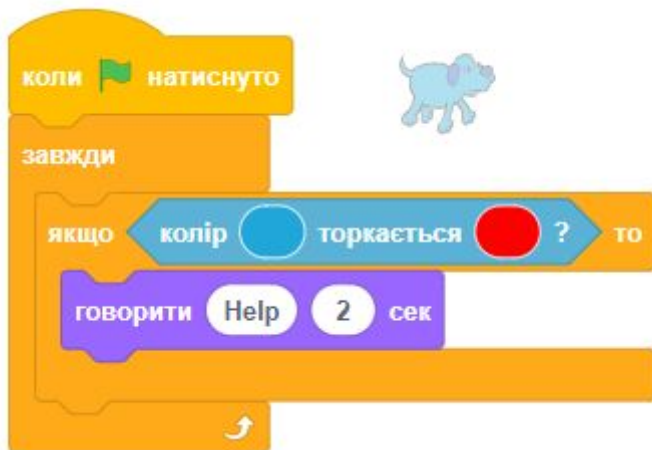 коли натиснуто
завжди
якщо колір торкається ? то
говорити Help 2 сек